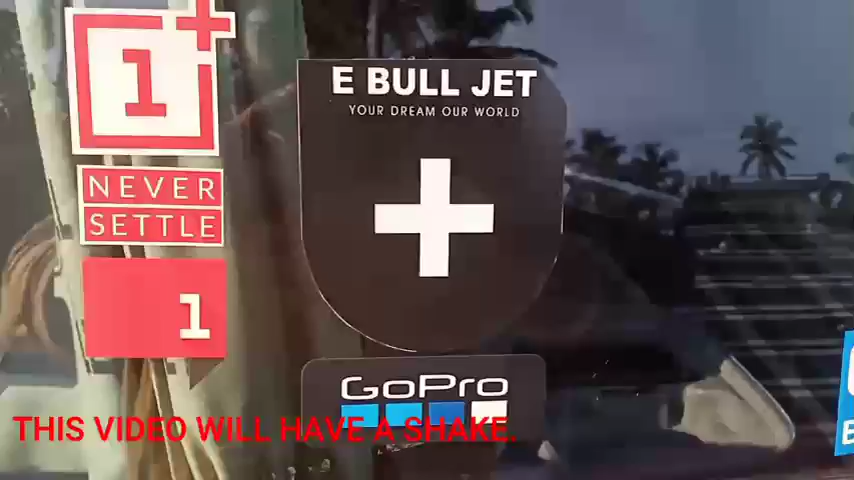 1+
NEVER
SETTLE
1
E BULL JET
YOUR DREAM OUR WORLD
GoPro
THIS VIDEO WILL HAVE A SHAKE.